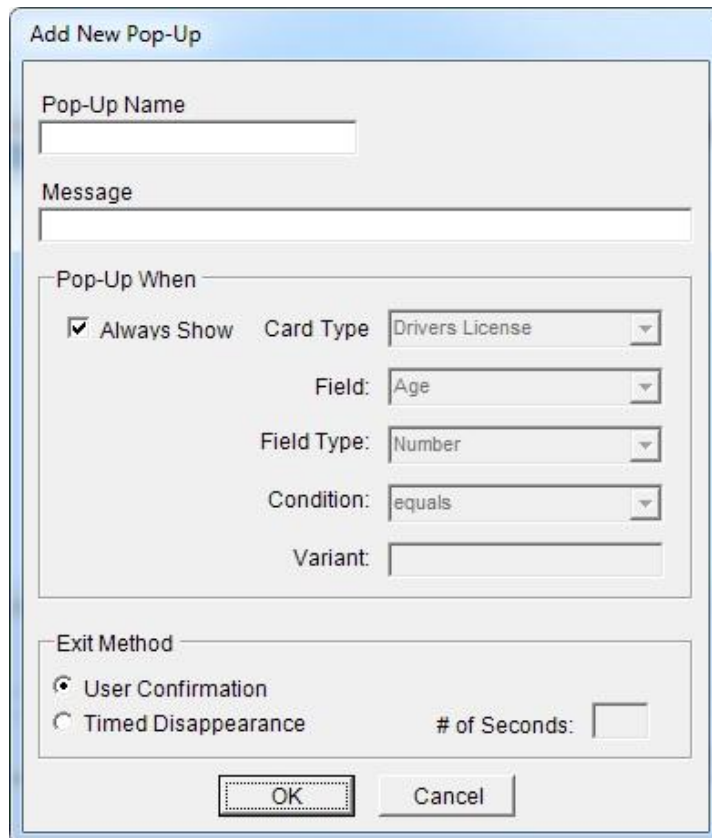 Add New Pop-Up
Pop-Up Name
Message
Pop-Up When
Always Show Card Type Drivers License
Field: Age
Field Type: Number
Condition: equals
Variant:
Exit Method
User Confirmation
Timed Disappearance # of Seconds:
OK Cancel